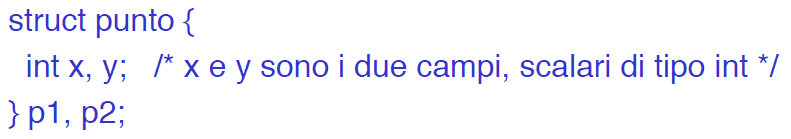 struct punto {
int x, y; /* x e y sono i due campi, scalari di tipo int */
} p1, p2;